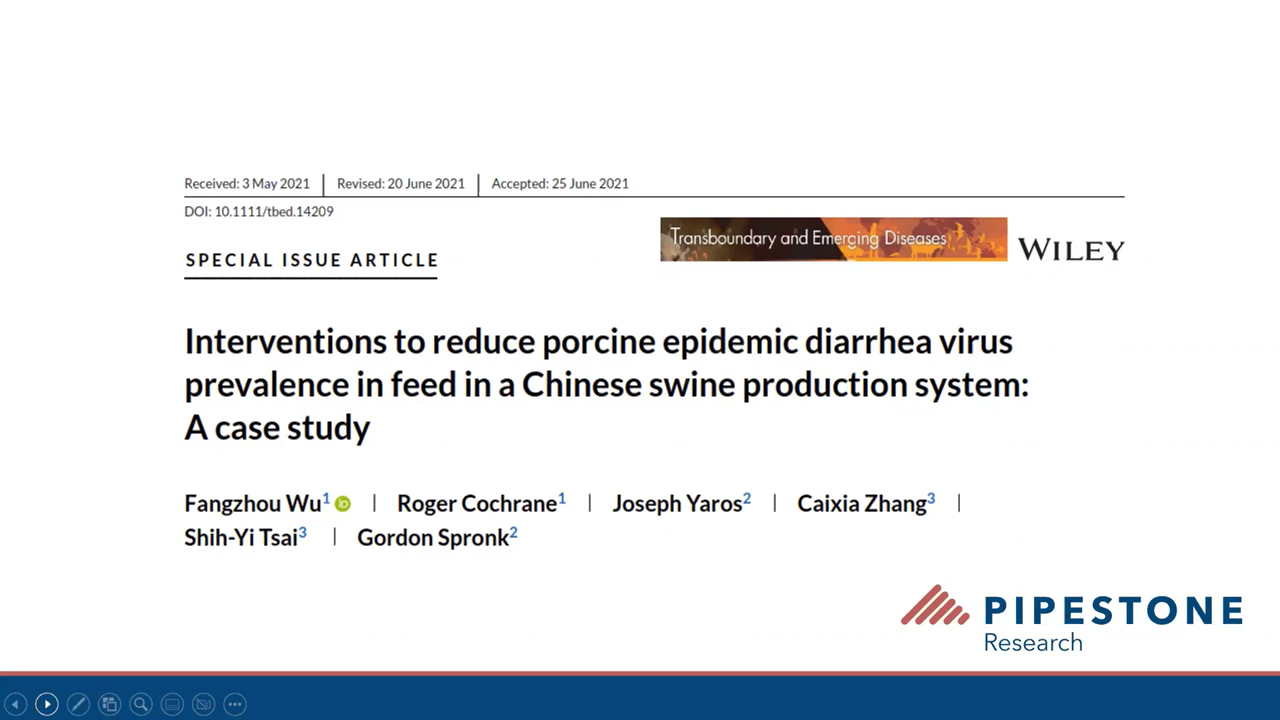 Received: 3 May 2021 | Revised: 20 June 2021 | Accepted: 25 June 2021
DOI: 10.1111/tbed.14209
Transboundary and Emerging Diseases WILEY
SPECIAL ISSUE ARTICLE
Interventions to reduce porcine epidemic diarrhea virus
prevalence in feed in a Chinese swine production system:
A case study
Fangzhou Wu1 iD | Roger Cochrane1 | Joseph Yaros2 | Caixia Zhang3 |
Shih-Yi Tsai3 | Gordon Spronk2
PIPESTONE
Research